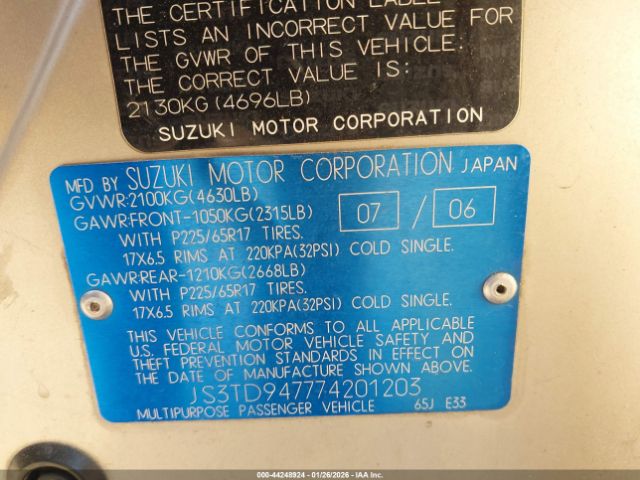 THE CERTIFICATION LABEL
LISTS AN INCORRECT VALUE FOR
THE GVWR OF THIS VEHICLE:
THE CORRECT VALUE IS:
2130KG(4696LB)
SUZUKI MOTOR CORPORATION
MFD BY SUZUKI MOTOR CORPORATION JAPAN
GVWR:2100KG(4630LB)
GAWR:FRONT-1050KG(2315LB) 07 / 06
WITH P225/65R17 TIRES.
17X6.5 RIMS AT 220KPA(32PSI) COLD SINGLE.
GAWR:REAR-1210KG(2668LB)
WITH P225/65R17 TIRES.
17X6.5 RIMS AT 220KPA(32PSI) COLD SINGLE.
THIS VEHICLE CONFORMS TO ALL APPLICABLE
U.S. FEDERAL MOTOR VEHICLE SAFETY AND
THEFT PREVENTION STANDARDS IN EFFECT ON
THE DATE OF MANUFACTURE SHOWN ABOVE.
JS3TD947774201203
MULTIPURPOSE PASSENGER VEHICLE 65J E33
000-44248924 - 01/26/2026 - IAA Inc.